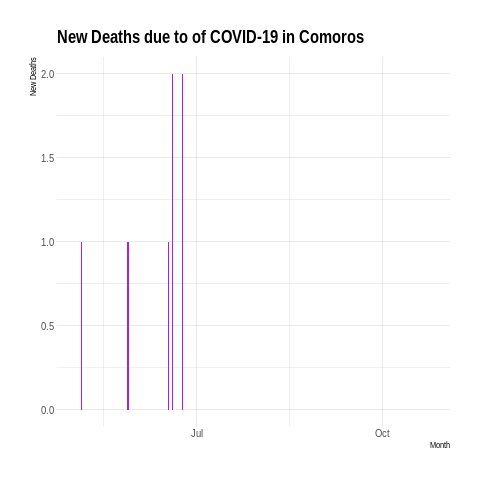 New Deaths due to of COVID-19 in Comoros
New Deaths
2.0
1.5
1.0
0.5
0.0
Jul
Oct
Month